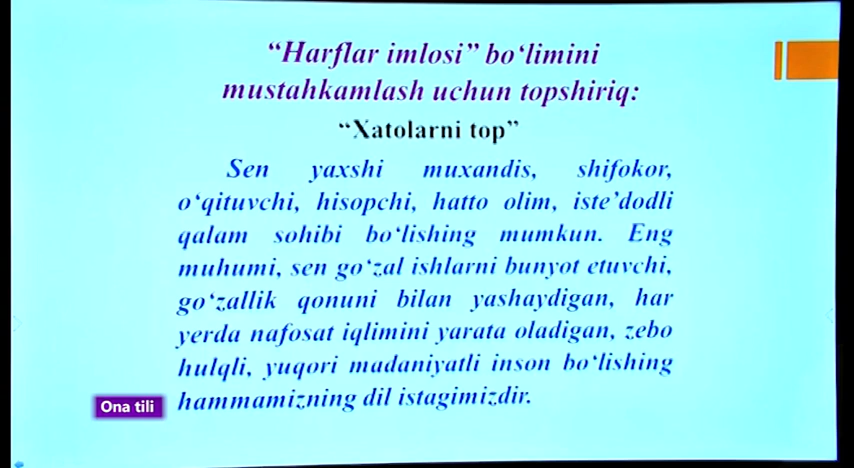 “Harflar imlosi” bo‘limini
mustahkamlash uchun topshiriq:
“Xatolarni top”
Sen yaxshi muxandis, shifokor,
o‘qituvchi, hisopchi, hatto olim, iste’dodli
qalam sohibi bo‘lishing mumkun. Eng
muhumi, sen go‘zal ishlarni bunyot etuvchi,
go‘zallik qonuni bilan yashaydigan, har
yerda nafosat iqlimini yarata oladigan, zebo
hulqli, yuqori madaniyatli inson bo‘lishing
hammamizning dil istagimizdir.
Ona tili